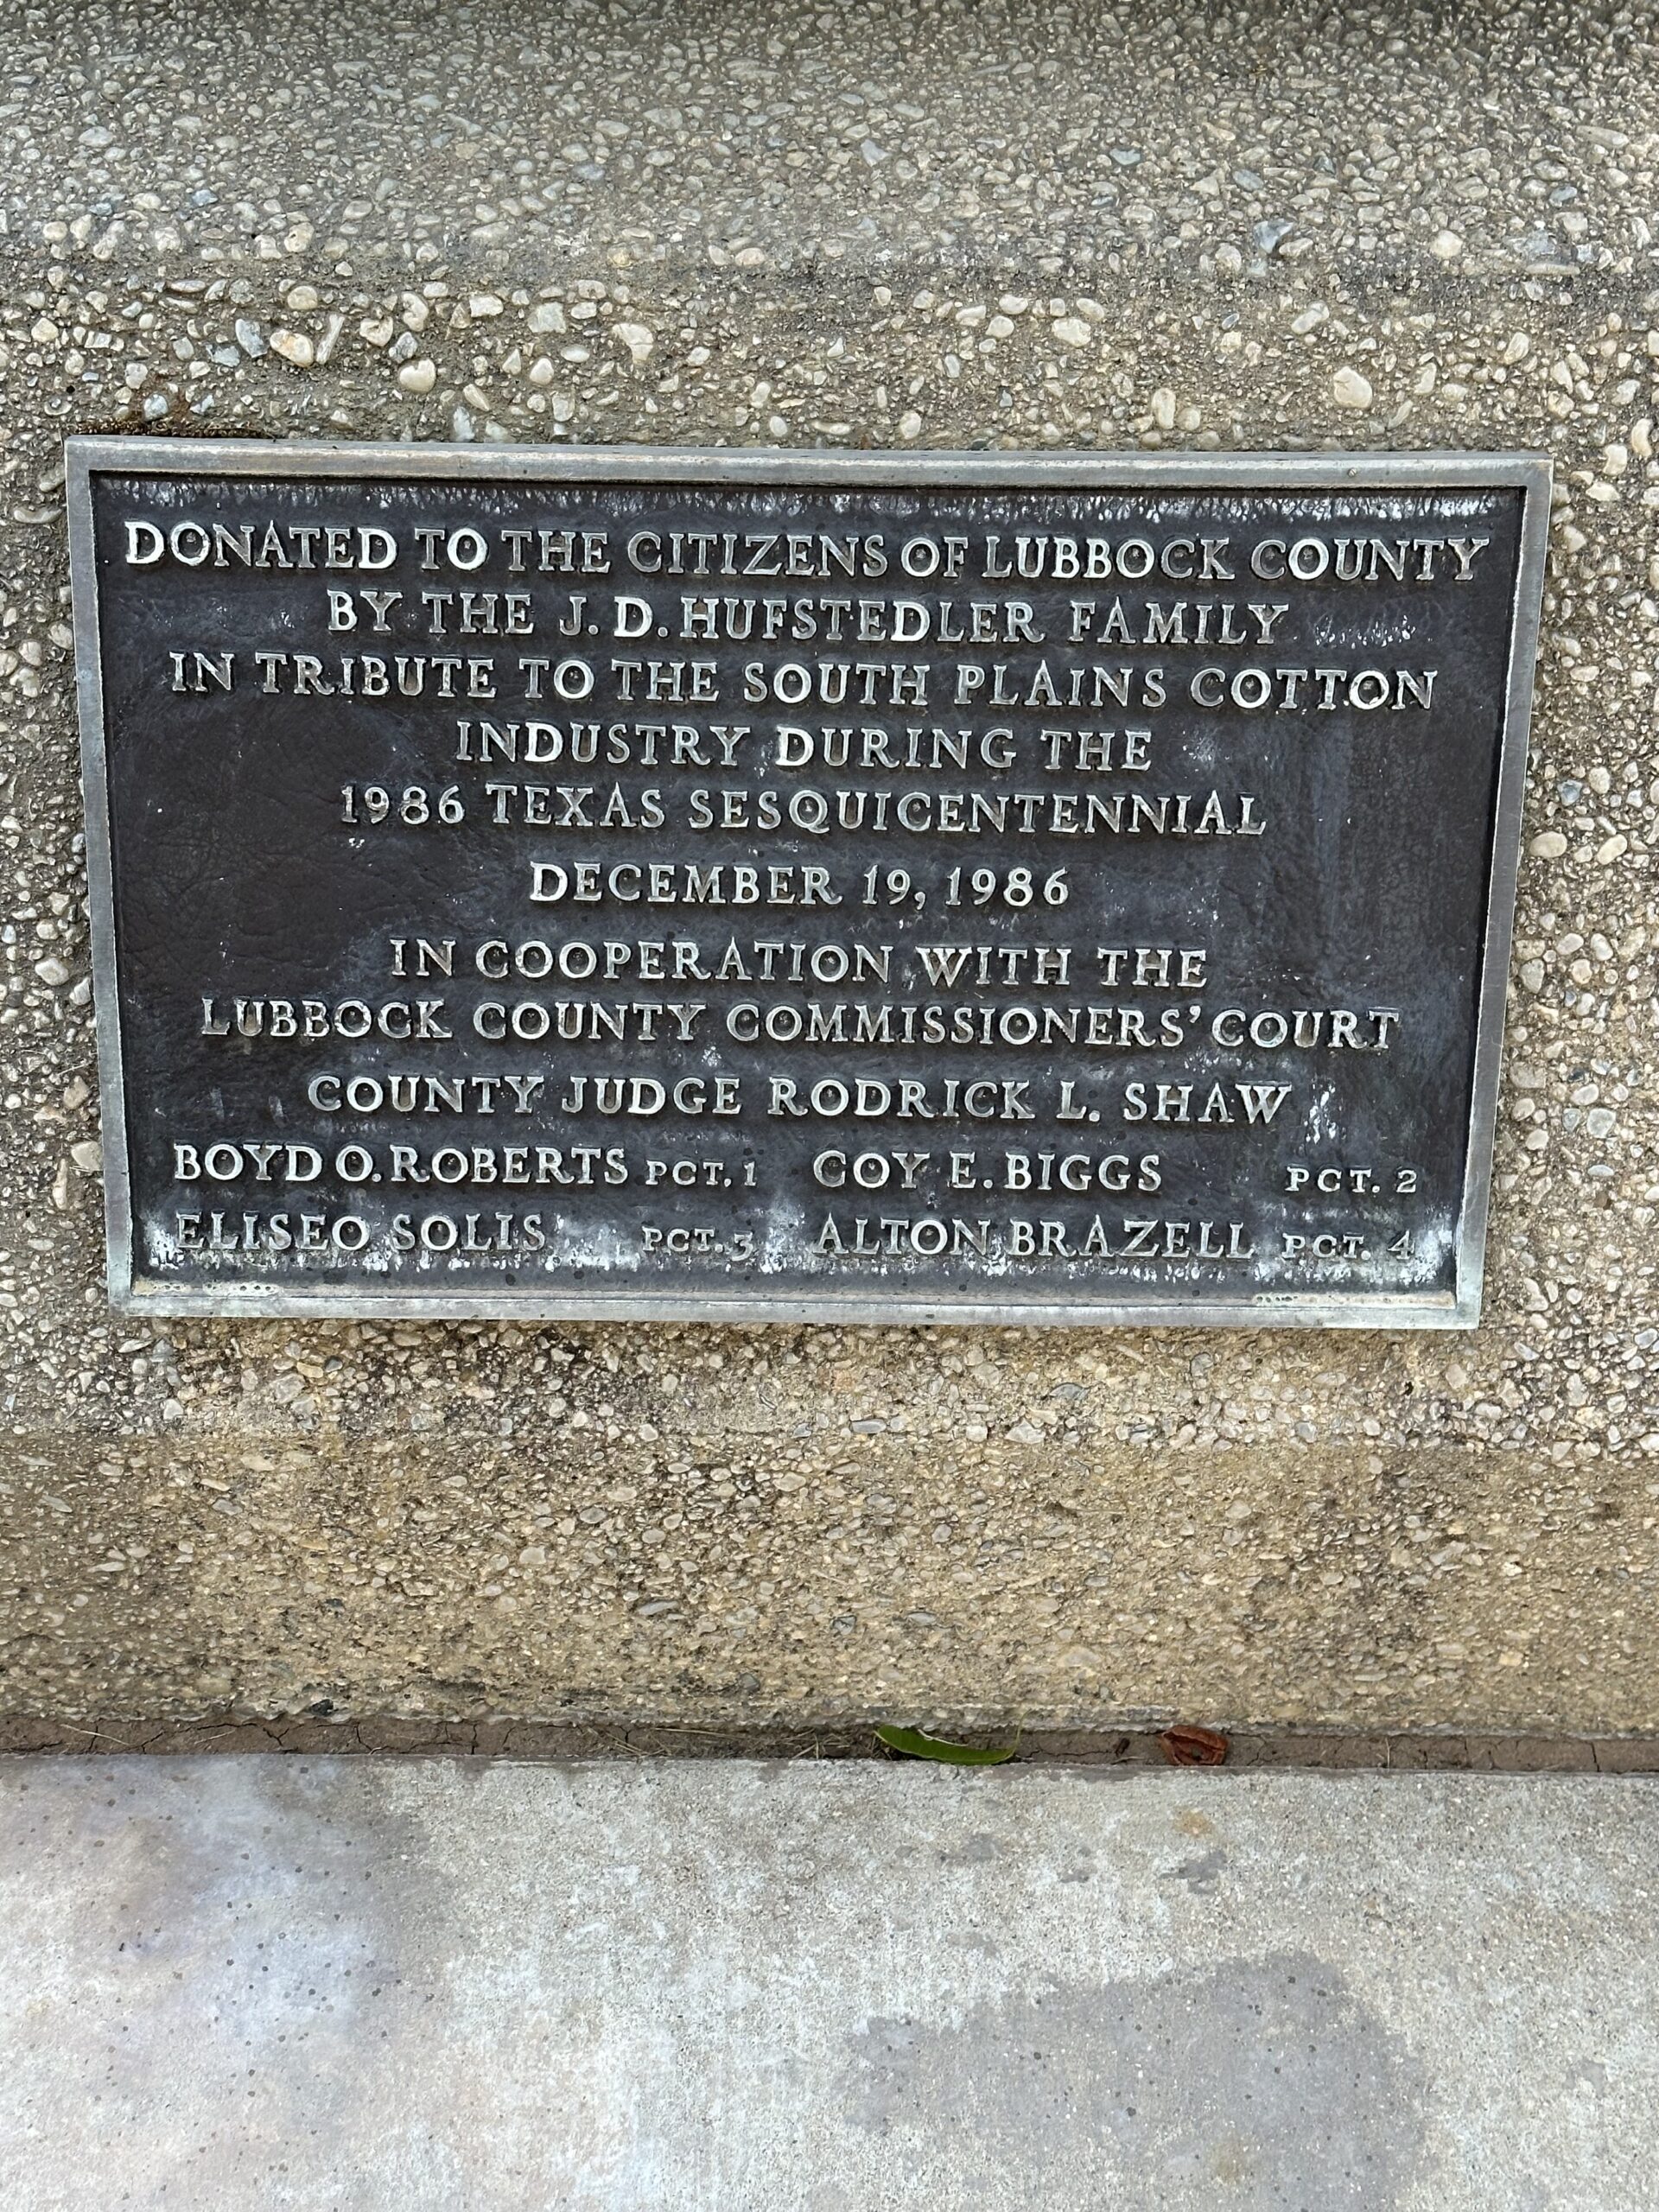 DONATED TO THE CITIZENS OF LUBBOCK COUNTY
BY THE J. D. HUFSTEDLER FAMILY
IN TRIBUTE TO THE SOUTH PLAINS COTTON
INDUSTRY DURING THE
1986 TEXAS SESQUICENTENNIAL
DECEMBER 19, 1986
IN COOPERATION WITH THE
LUBBOCK COUNTY COMMISSIONERS' COURT
COUNTY JUDGE RODRICK L. SHAW
BOYD O. ROBERTS PCT. 1 COY E. BIGGS PCT. 2
ELISEO SOLIS PCT. 3 ALTON BRAZELL PCT. 4